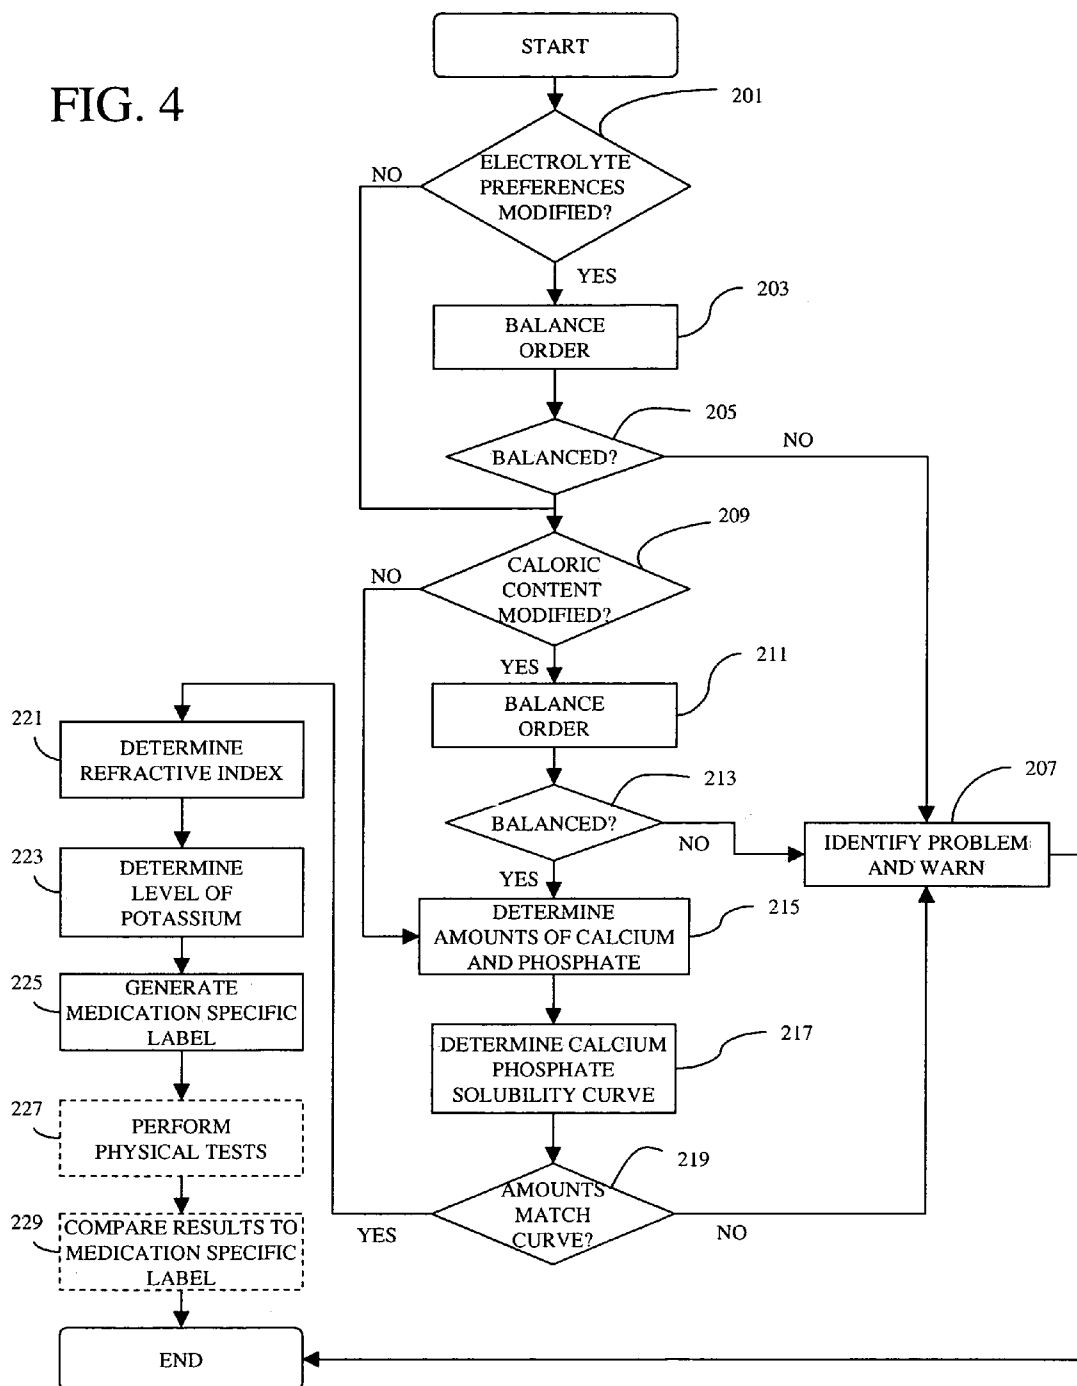 FIG. 4
START
201
ELECTROLYTE
PREFERENCES
MODIFIED?
NO
YES
203
BALANCE
ORDER
205
BALANCED?
NO
209
CALORIC
CONTENT
MODIFIED?
NO
YES
211
BALANCE
ORDER
213
BALANCED?
NO
YES
207
IDENTIFY PROBLEM
AND WARN
215
DETERMINE
AMOUNTS OF CALCIUM
AND PHOSPHATE
217
DETERMINE CALCIUM
PHOSPHATE
SOLUBILITY CURVE
219
AMOUNTS
MATCH
CURVE?
YES
NO
221
DETERMINE
REFRACTIVE INDEX
223
DETERMINE
LEVEL OF
POTASSIUM
225
GENERATE
MEDICATION SPECIFIC
LABEL
227
PERFORM
PHYSICAL TESTS
229
COMPARE RESULTS TO
MEDICATION SPECIFIC
LABEL
END